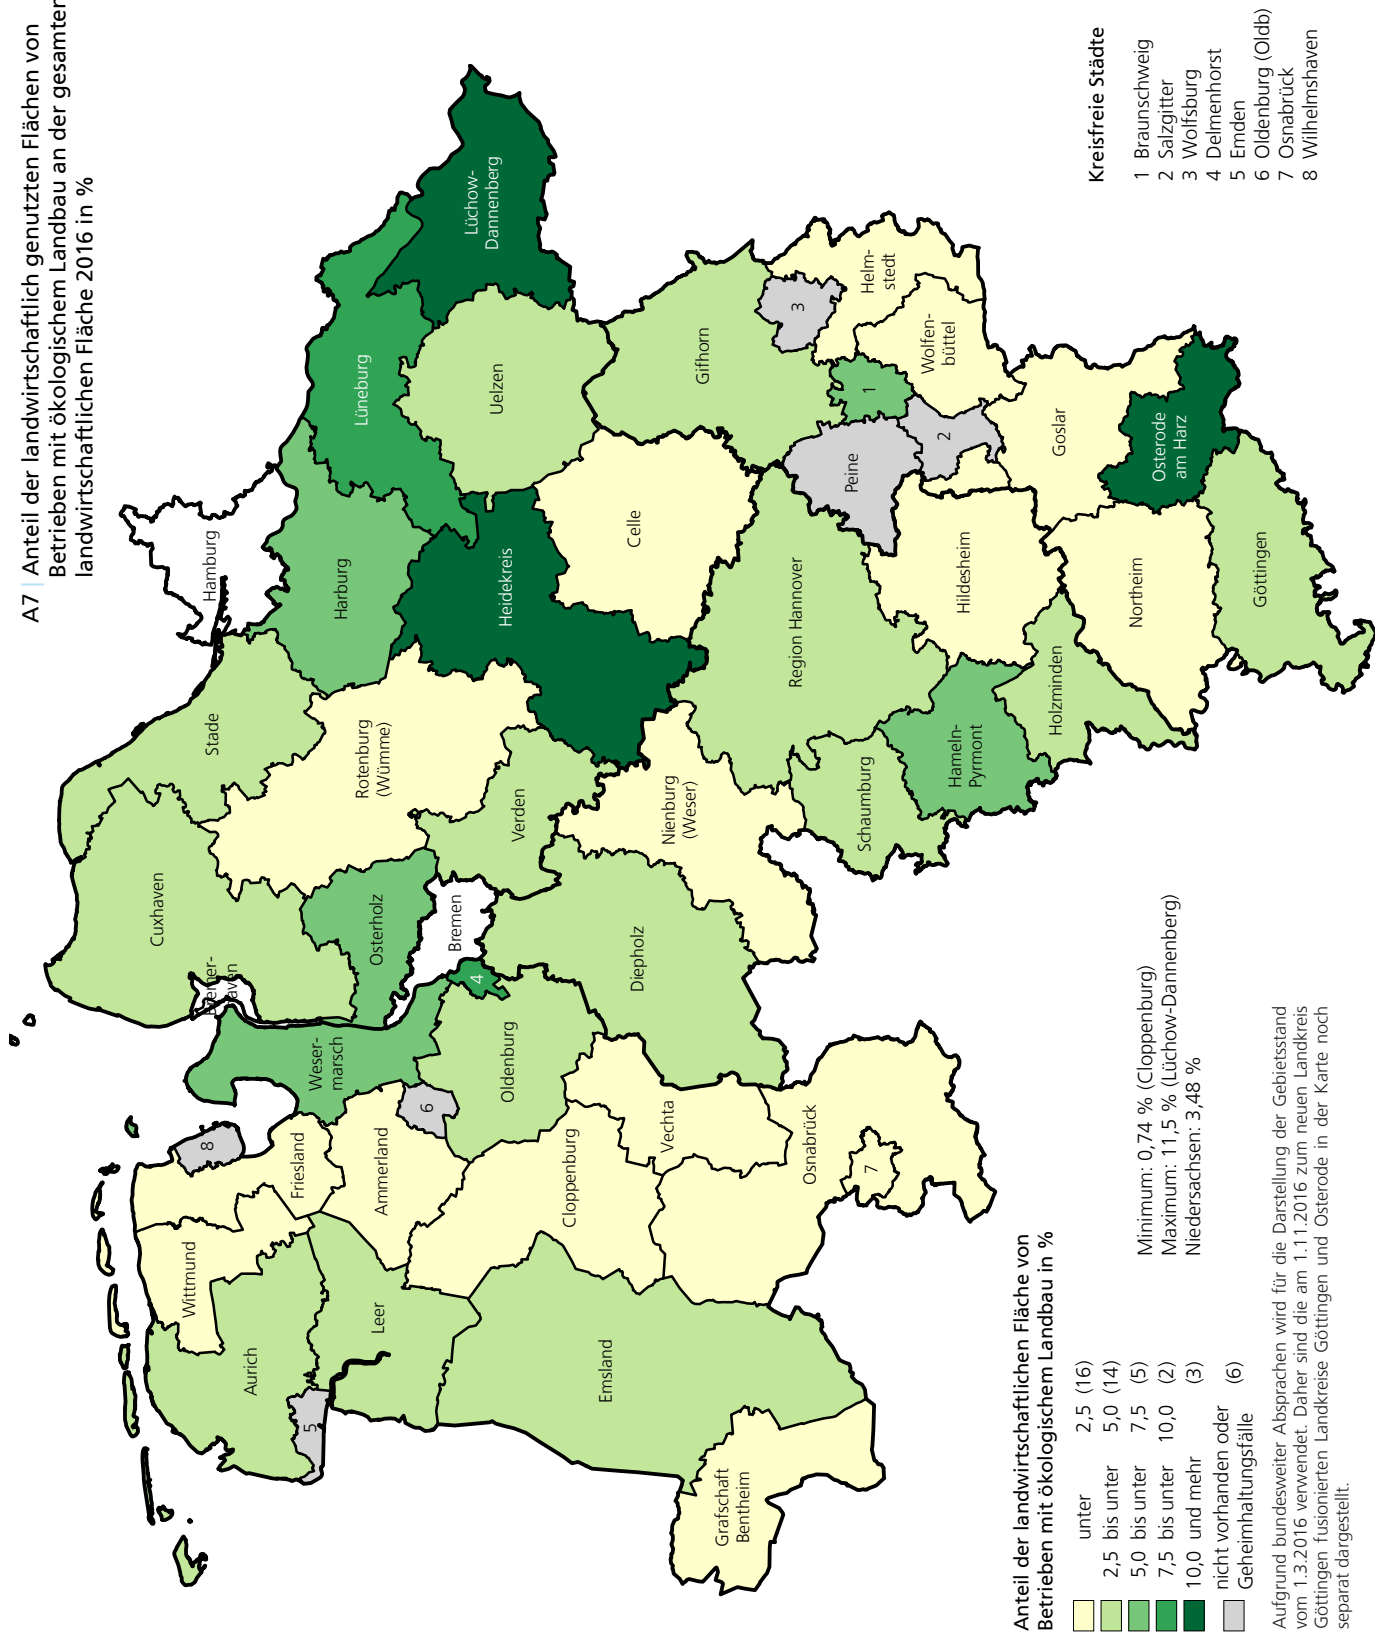 A7 | Anteil der landwirtschaftlich genutzten Flächen von
Betrieben mit ökologischem Landbau an der gesamten
landwirtschaftlichen Fläche 2016 in %
Hamburg
Stade
Cuxhaven
Bremer-
haven
Harburg
Lüneburg
Lüchow-
Dannenberg
Uelzen
Heidekreis
Rotenburg
(Wümme)
Osterholz
Bremen
Verden
Weser-
marsch
4
6
8
Friesland
Wittmund
Aurich
5
Leer
Ammerland
Oldenburg
Cloppenburg
Vechta
Diepholz
Nienburg
(Weser)
Celle
Gifhorn
3
Helm-
stedt
Wolfen-
büttel
1
2
Peine
Region Hannover
Schaumburg
Hameln-
Pyrmont
Hildesheim
Holzminden
Goslar
Osterode
am Harz
Northeim
Göttingen
Osnabrück
7
Emsland
Grafschaft
Bentheim
Kreisfreie Städte
1 Braunschweig
2 Salzgitter
3 Wolfsburg
4 Delmenhorst
5 Emden
6 Oldenburg (Oldb)
7 Osnabrück
8 Wilhelmshaven
Anteil der landwirtschaftlichen Fläche von
Betrieben mit ökologischem Landbau in %
unter 2,5 (16)
2,5 bis unter 5,0 (14)
5,0 bis unter 7,5 (5)
7,5 bis unter 10,0 (2)
10,0 und mehr (3)
nicht vorhanden oder
Geheimhaltungsfälle (6)
Minimum: 0,74 % (Cloppenburg)
Maximum: 11,5 % (Lüchow-Dannenberg)
Niedersachsen: 3,48 %
Aufgrund bundesweiter Absprachen wird für die Darstellung der Gebietsstand
vom 1.3.2016 verwendet. Daher sind die am 1.11.2016 zum neuen Landkreis
Göttingen fusionierten Landkreise Göttingen und Osterode in der Karte noch
separat dargestellt.